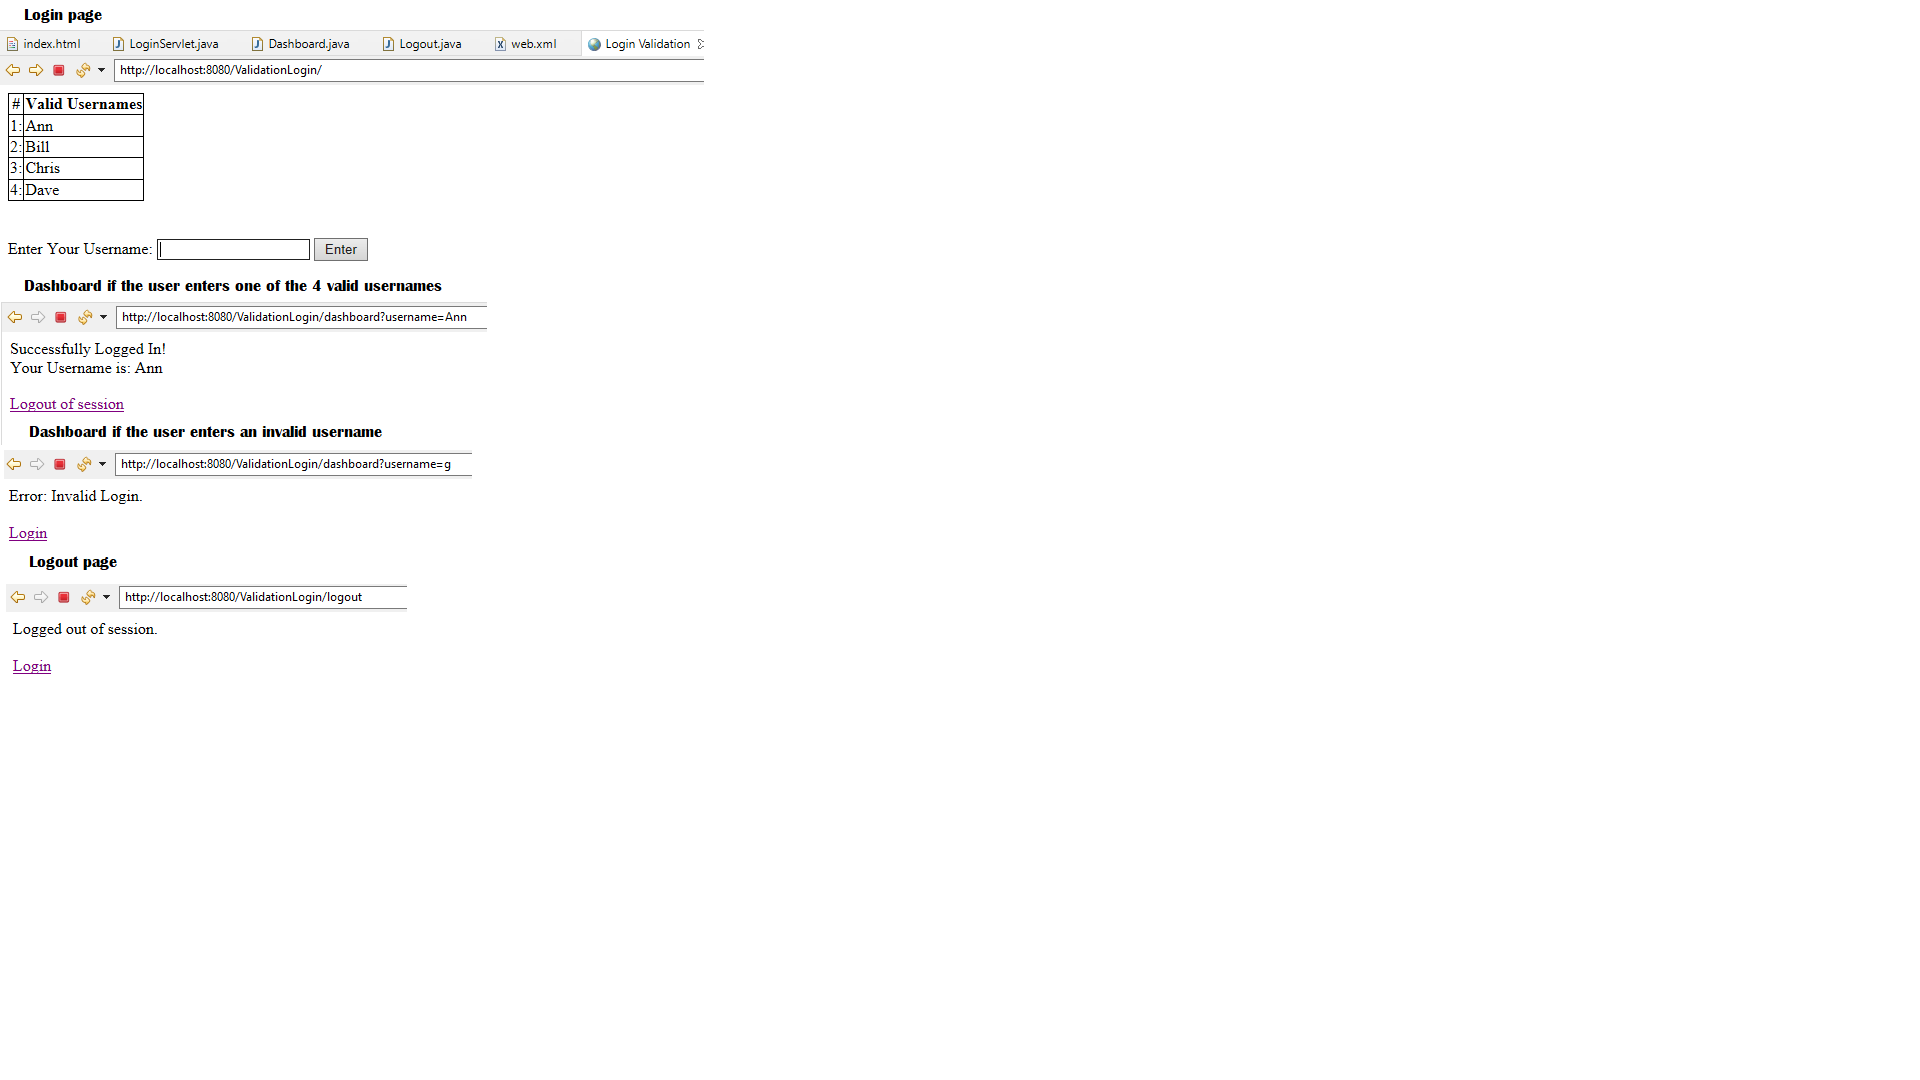 Login page
index.html LoginServlet.java Dashboard.java Logout.java web.xml Login Validation
http://localhost:8080/ValidationLogin/
# Valid Usernames
1: Ann
2: Bill
3: Chris
4: Dave
Enter Your Username: Enter
Dashboard if the user enters one of the 4 valid usernames
http://localhost:8080/ValidationLogin/dashboard?username=Ann
Successfully Logged In!
Your Username is: Ann
Logout of session
Dashboard if the user enters an invalid username
http://localhost:8080/ValidationLogin/dashboard?username=g
Error: Invalid Login.
Login
Logout page
http://localhost:8080/ValidationLogin/logout
Logged out of session.
Login